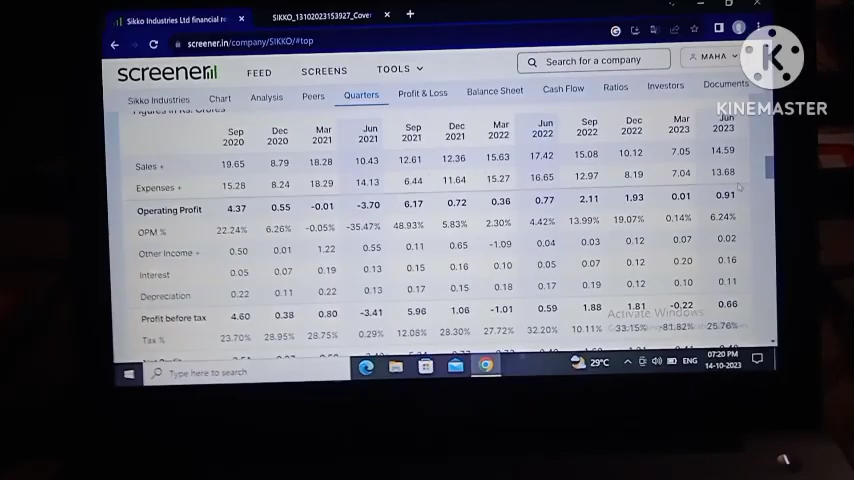 Sikko Industries Ltd financial re
SIKKO_13102023153927_Cover
screener.in/company/SIKKO/#top
screener
FEED
SCREENS
TOOLS
Search for a company
MAHA
KINEMASTER
Sikko Industries Chart Analysis Peers Quarters Profit & Loss Balance Sheet Cash Flow Ratios Investors Documents
Figures in Rs. Crores
Sep 2020 Dec 2020 Mar 2021 Jun 2021 Sep 2021 Dec 2021 Mar 2022 Jun 2022 Sep 2022 Dec 2022 Mar 2023 Jun 2023
Sales + 19.65 8.79 18.28 10.43 12.61 12.36 15.63 17.42 15.08 10.12 7.05 14.59
Expenses + 15.28 8.24 18.29 14.13 6.44 11.64 15.27 16.65 12.97 8.19 7.04 13.68
Operating Profit 4.37 0.55 -0.01 -3.70 6.17 0.72 0.36 0.77 2.11 1.93 0.01 0.91
OPM % 22.24% 6.26% -0.05% -35.47% 48.93% 5.83% 2.30% 4.42% 13.99% 19.07% 0.14% 6.24%
Other Income + 0.50 0.01 1.22 0.55 0.11 0.65 -1.09 0.04 0.03 0.12 0.07 0.02
Interest 0.05 0.07 0.19 0.13 0.15 0.16 0.10 0.05 0.07 0.12 0.20 0.16
Depreciation 0.22 0.11 0.22 0.13 0.17 0.15 0.18 0.17 0.19 0.12 0.10 0.11
Profit before tax 4.60 0.38 0.80 -3.41 5.96 1.06 -1.01 0.59 1.88 1.81 -0.22 0.66
Activate Windows
Tax % 23.70% 28.95% 28.75% 0.29% 12.08% 28.30% 27.72% 32.20% 10.11% 33.15% -81.82% 25.76%
Type here to search
29°C
ENG
07:20 PM
14-10-2023